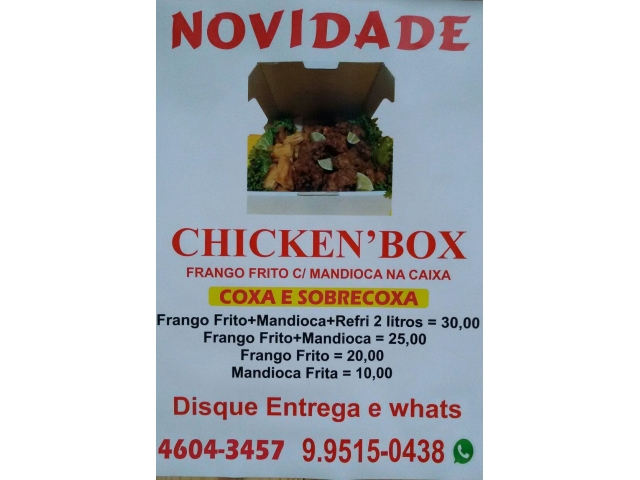 NOVIDADE
CHICKEN'BOX
FRANGO FRITO C/ MANDIOCA NA CAIXA
COXA E SOBRECOXA
Frango Frito+Mandioca+Refri 2 litros = 30,00
Frango Frito+Mandioca = 25,00
Frango Frito = 20,00
Mandioca Frita = 10,00
Disque Entrega e whats
4604-3457 9.9515-0438